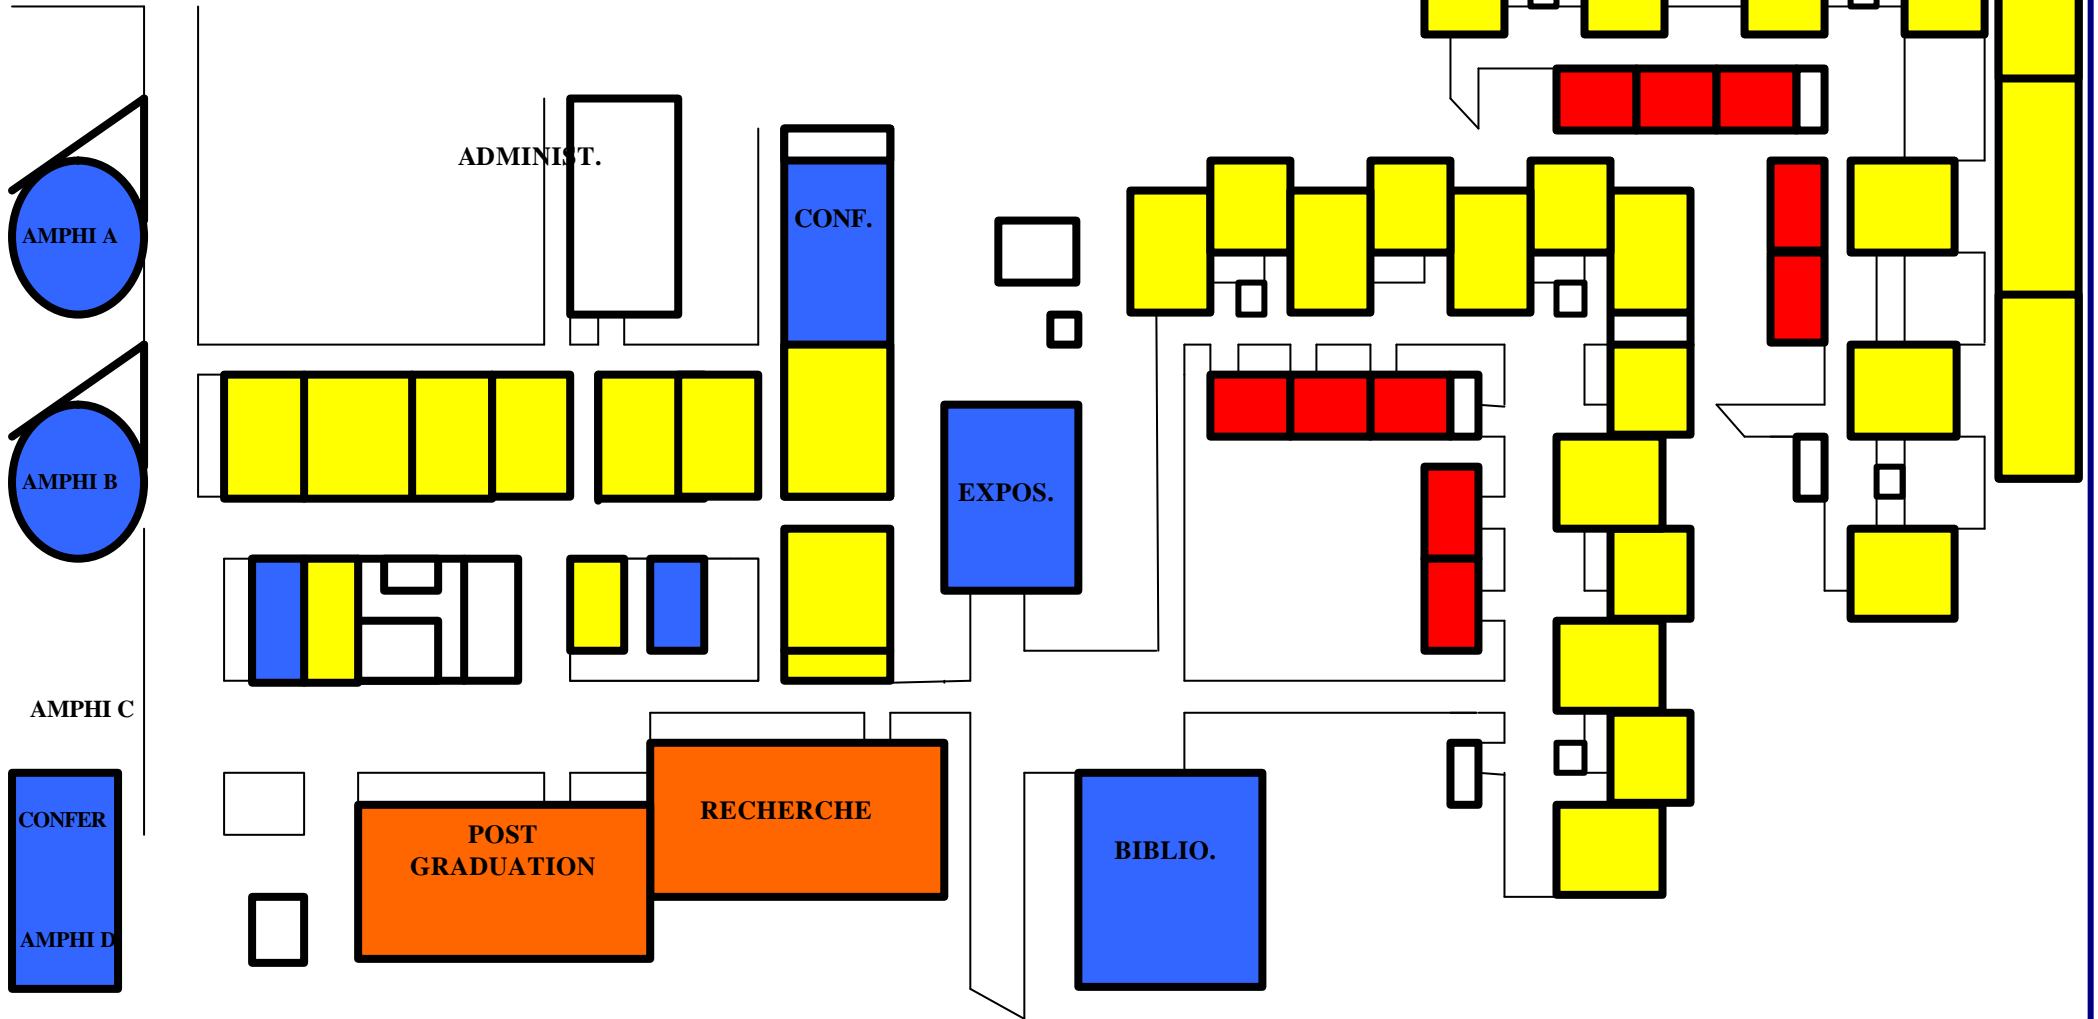 ADMINIST.
CONF.
AMPHI A
AMPHI B
EXPOS.
AMPHI C
CONFER
RECHERCHE
POST
GRADUATION
BIBLIO.
AMPHI D